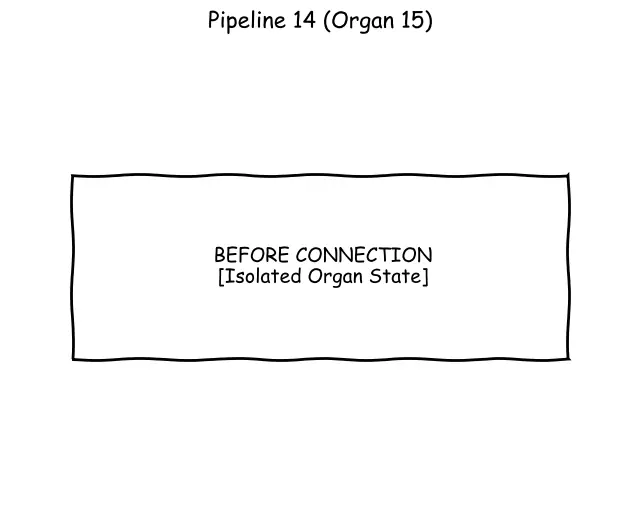 Pipeline 14 (Organ 15)
BEFORE CONNECTION
[Isolated Organ State]